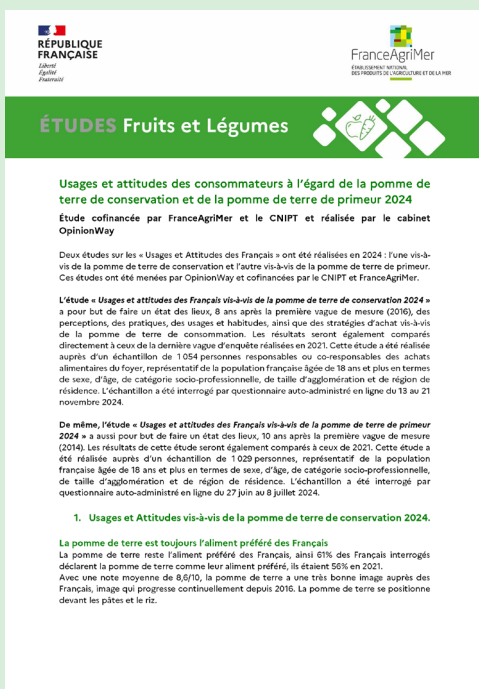 RÉPUBLIQUE
FRANÇAISE
Liberté
Égalité
Fraternité
FranceAgriMer
ÉTABLISSEMENT NATIONAL
DES PRODUITS DE L'AGRICULTURE ET DE LA MER
ÉTUDES Fruits et Légumes
Usages et attitudes des consommateurs à l'égard de la pomme de
terre de conservation et de la pomme de terre de primeur 2024
Étude cofinancée par FranceAgriMer et le CNIPT et réalisée par le cabinet
OpinionWay
Deux études sur les « Usages et Attitudes des Français » ont été réalisées en 2024 : l'une vis-à-
vis de la pomme de terre de conservation et l'autre vis-à-vis de la pomme de terre de primeur.
Ces études ont été menées par OpinionWay et cofinancées par le CNIPT et FranceAgriMer.
L'étude « Usages et attitudes des Français vis-à-vis de la pomme de terre de conservation 2024 »
a pour but de faire un état des lieux, 8 ans après la première vague de mesure (2016), des
perceptions, des pratiques, des usages et habitudes, ainsi que des stratégies d'achat vis-à-vis
de la pomme de terre de consommation. Les résultats seront également comparés
directement à ceux de la dernière vague d'enquête réalisées en 2021. Cette étude a été réalisée
auprès d'un échantillon de 1 054 personnes responsables ou co-responsables des achats
alimentaires du foyer, représentatif de la population française âgée de 18 ans et plus en termes
de sexe, d'âge, de catégorie socio-professionnelle, de taille d'agglomération et de région de
résidence. L'échantillon a été interrogé par questionnaire auto-administré en ligne du 13 au 21
novembre 2024.
De même, l'étude « Usages et attitudes des Français vis-à-vis de la pomme de terre de primeur
2024 » a aussi pour but de faire un état des lieux, 10 ans après la première vague de mesure
(2014). Les résultats de cette étude seront également comparés à ceux de 2021. Cette étude a
été réalisée auprès d'un échantillon de 1 029 personnes, représentatif de la population
française âgée de 18 ans et plus en termes de sexe, d'âge, de catégorie socio-professionnelle,
de taille d'agglomération et de région de résidence. L'échantillon a été interrogé par
questionnaire auto-administré en ligne du 27 juin au 8 juillet 2024.
1. Usages et Attitudes vis-à-vis de la pomme de terre de conservation 2024.
La pomme de terre est toujours l'aliment préféré des Français
La pomme de terre reste l'aliment préféré des Français, ainsi 61% des Français interrogés
déclarent la pomme de terre comme leur aliment préféré, ils étaient 56% en 2021.
Avec une note moyenne de 8,6/10, la pomme de terre a une très bonne image auprès des
Français, image qui progresse continuellement depuis 2016. La pomme de terre se positionne
devant les pâtes et le riz.